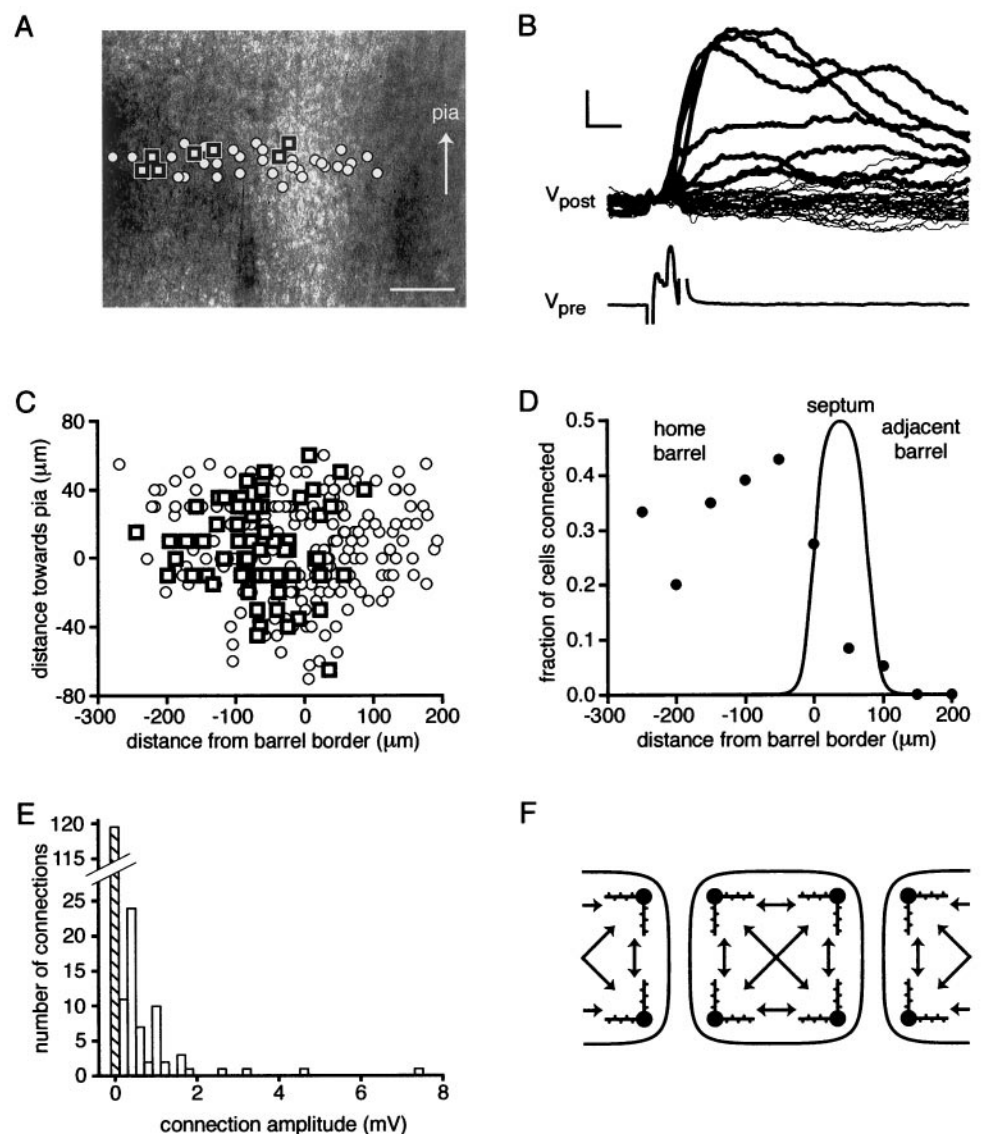 A
pia
B
Vpost
Vpre
C
distance towards pia (μm)
80
40
0
-40
-80
-300 -200 -100 0 100 200
distance from barrel border (μm)
D
septum
home barrel
adjacent barrel
fraction of cells connected
0.5
0.4
0.3
0.2
0.1
0.0
-300 -200 -100 0 100 200
distance from barrel border (μm)
E
number of connections
120
115
25
20
15
10
5
0
0 2 4 6 8
connection amplitude (mV)
F